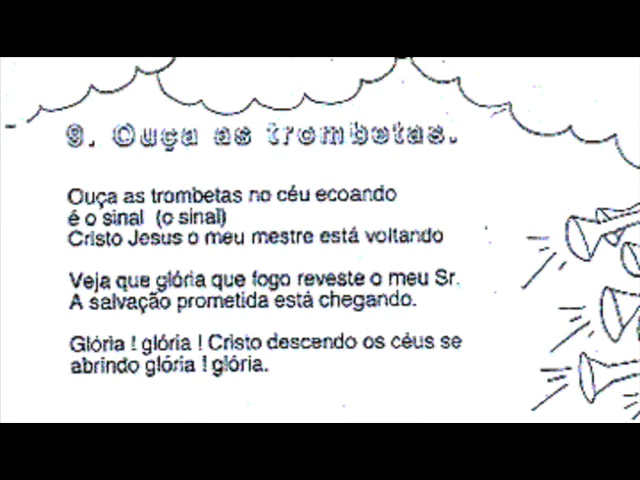 9. Ouça as trombetas.
Ouça as trombetas no céu ecoando
é o sinal (o sinal)
Cristo Jesus o meu mestre está voltando
Veja que glória que fogo reveste o meu Sr.
A salvação prometida está chegando.
Glória ! glória ! Cristo descendo os céus se
abrindo glória ! glória.